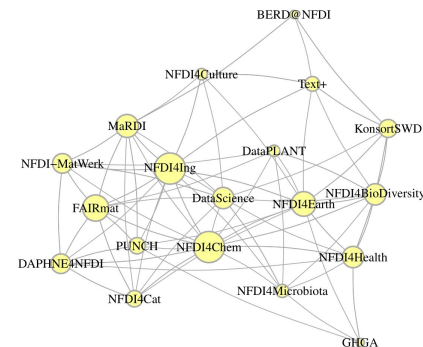 BERD@NFDI
NFDI4Culture
Text+
MaRDI
KonsortSWD
DataPLANT
NFDI-MatWerk
NFDI4Ing
FAIRmat
DataScience
NFDI4Earth
NFDI4BioDiversity
PUNCH
NFDI4Chem
DAPHNE4NFDI
NFDI4Health
NFDI4Cat
NFDI4Microbiota
GHGA